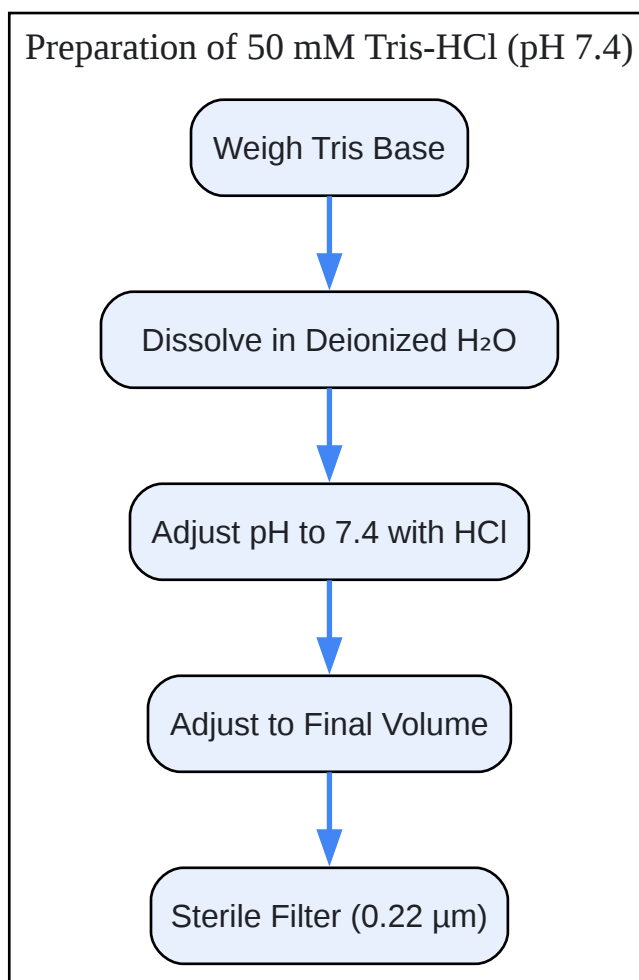 Preparation of 50 mM Tris-HCl (pH 7.4)
Weigh Tris Base
Dissolve in Deionized H₂O
Adjust pH to 7.4 with HCl
Adjust to Final Volume
Sterile Filter (0.22 µm)